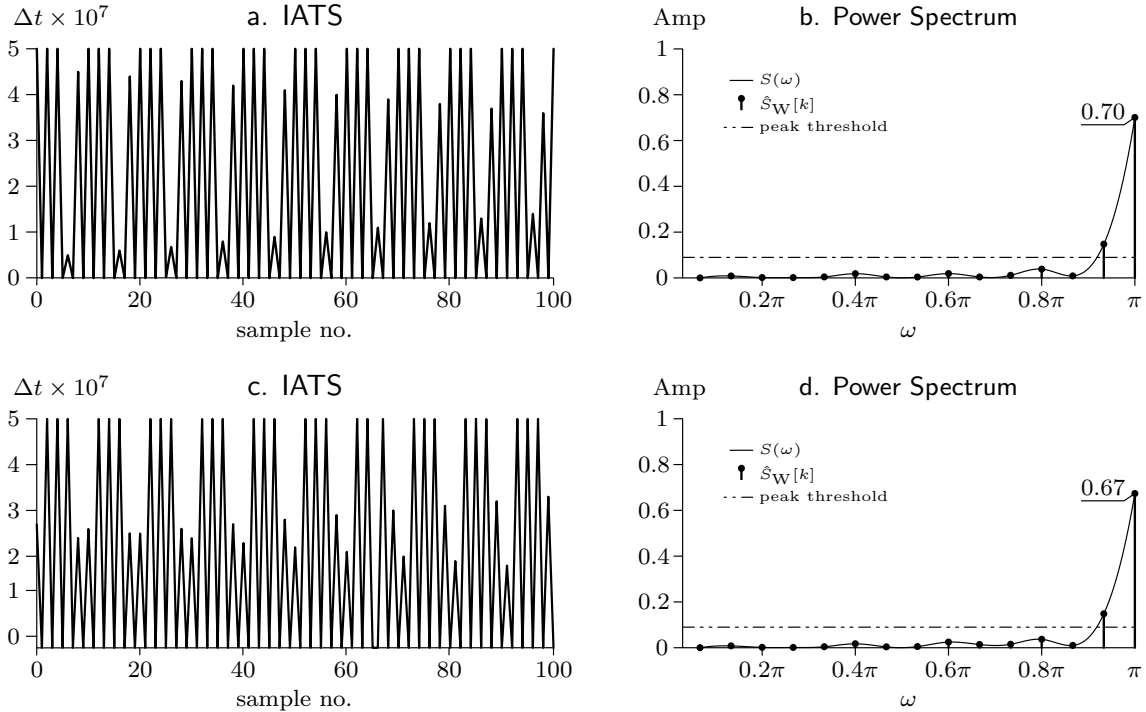 a. IATS
Δt × 10⁷
5
4
3
2
1
0
0 20 40 60 80 100
sample no.
b. Power Spectrum
Amp
1
0.8
0.6
0.4
0.2
0
S(ω)
Ŝ_W[k]
peak threshold
0.70
0.2π 0.4π 0.6π 0.8π π
ω
c. IATS
Δt × 10⁷
5
4
3
2
1
0
0 20 40 60 80 100
sample no.
d. Power Spectrum
Amp
1
0.8
0.6
0.4
0.2
0
S(ω)
Ŝ_W[k]
peak threshold
0.67
0.2π 0.4π 0.6π 0.8π π
ω